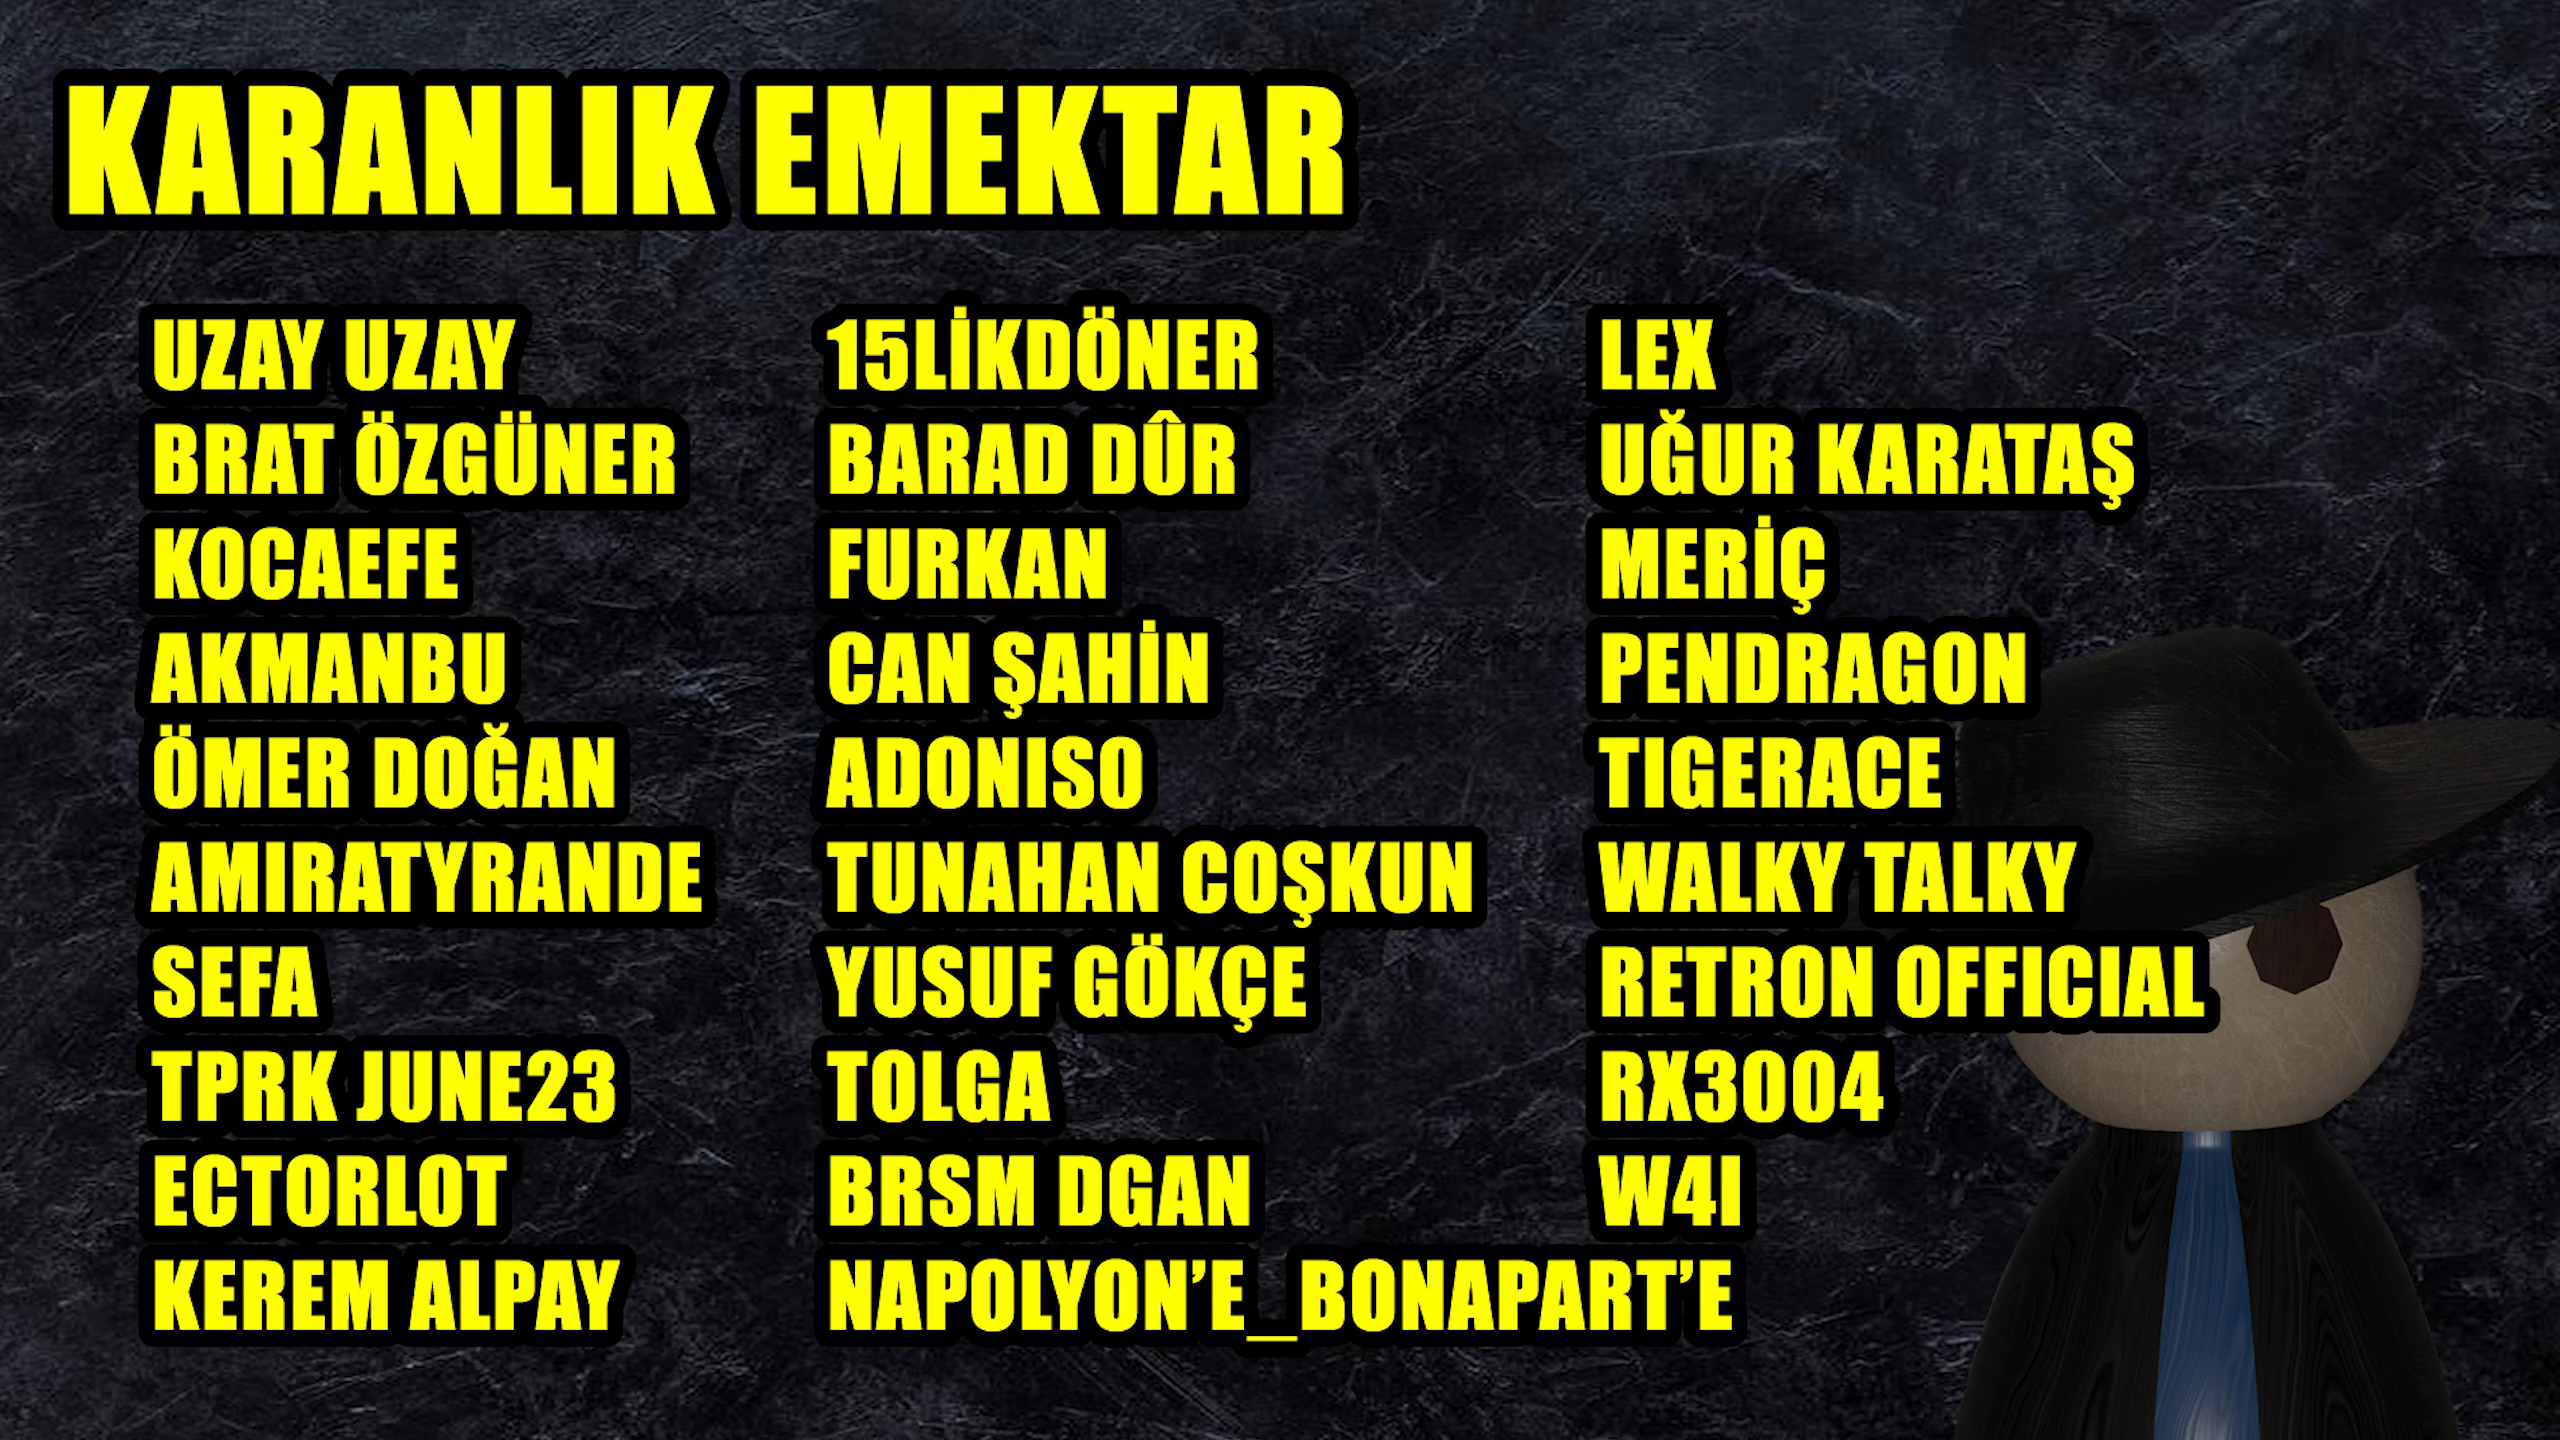 KARANLIK EMEKTAR
UZAY UZAY
BRAT ÖZGÜNER
KOCAEFE
AKMANBU
ÖMER DOĞAN
AMIRATYRANDE
SEFA
TPRK JUNE23
ECTORLOT
KEREM ALPAY
15LİKDÖNER
BARAD DÛR
FURKAN
CAN ŞAHİN
ADONISO
TUNAHAN COŞKUN
YUSUF GÖKÇE
TOLGA
BRSM DGAN
NAPOLYON’E_BONAPART’E
LEX
UĞUR KARATAŞ
MERİÇ
PENDRAGON
TIGERACE
WALKY TALKY
RETRON OFFICIAL
RX3004
W4I